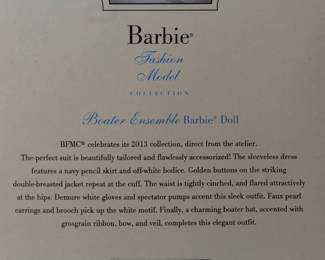 Barbie®
Fashion
Model
COLLECTION
Boater Ensemble Barbie® Doll
BFMC® celebrates its 2013 collection, direct from the atelier.
The perfect suit is beautifully tailored and flawlessly accessorized! The sleeveless dress
features a navy pencil skirt and off-white bodice. Golden buttons on the striking
double-breasted jacket repeat at the cuff. The waist is tightly cinched, and flared attractively
at the hips. Demure white gloves and spectator pumps accent this sleek outfit. Faux pearl
earrings and brooch pick up the white motif. Finally, a charming boater hat, accented with
grosgrain ribbon, bow, and veil, completes this elegant outfit.